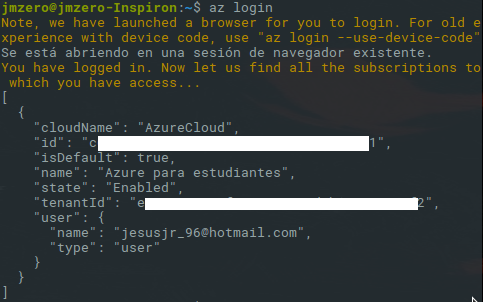 jmzero@jmzero-Inspiron:~$ az login
Note, we have launched a browser for you to login. For old e
xperience with device code, use "az login --use-device-code"
Se está abriendo en una sesión de navegador existente.
You have logged in. Now let us find all the subscriptions to
 which you have access...
[
  {
    "cloudName": "AzureCloud",
    "id": "c 1",
    "isDefault": true,
    "name": "Azure para estudiantes",
    "state": "Enabled",
    "tenantId": "e 2",
    "user": {
      "name": "jesusjr_96@hotmail.com",
      "type": "user"
    }
  }
]